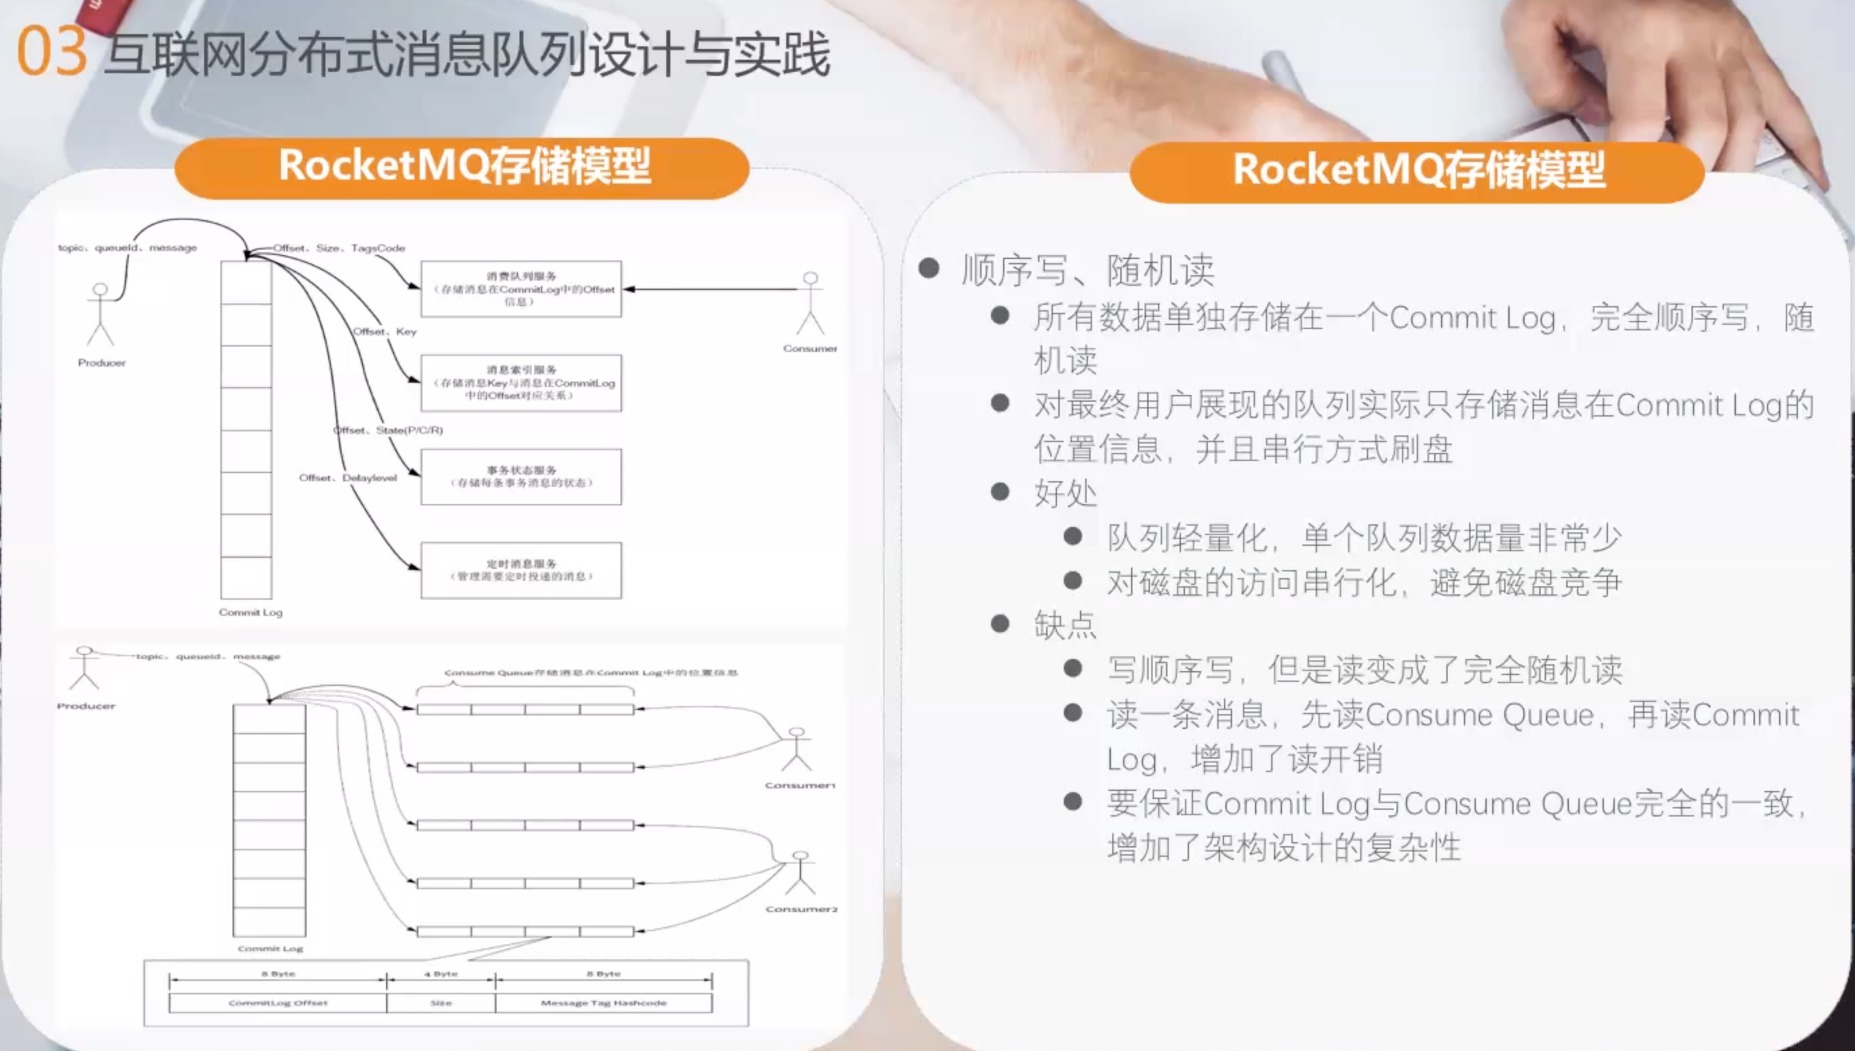 03 互联网分布式消息队列设计与实践
RocketMQ存储模型
topic、queueId、message
Offset、Size、TagsCode
消费队列服务
（存储消息在CommitLog中的Offset
信息）
Offset、Key
Producer
Consumer
消息索引服务
（存储消息Key与消息在CommitLog
中的Offset对应关系）
Offset、State(P/C/R)
事务状态服务
（存储每条事务消息的状态）
Offset、Delaylevel
定时消息服务
（管理需要定时投递的消息）
Commit Log
topic、queueId、message
Consume Queue存储消息在Commit Log中的位置信息
Producer
Consumer1
Consumer2
Commit Log
8 Byte
4 Byte
8 Byte
CommitLog Offset
Size
Message Tag Hashcode
RocketMQ存储模型
顺序写、随机读
所有数据单独存储在一个Commit Log，完全顺序写，随
机读
对最终用户展现的队列实际只存储消息在Commit Log的
位置信息，并且串行方式刷盘
好处
队列轻量化，单个队列数据量非常少
对磁盘的访问串行化，避免磁盘竞争
缺点
写顺序写，但是读变成了完全随机读
读一条消息，先读Consume Queue，再读Commit
Log，增加了读开销
要保证Commit Log与Consume Queue完全的一致，
增加了架构设计的复杂性